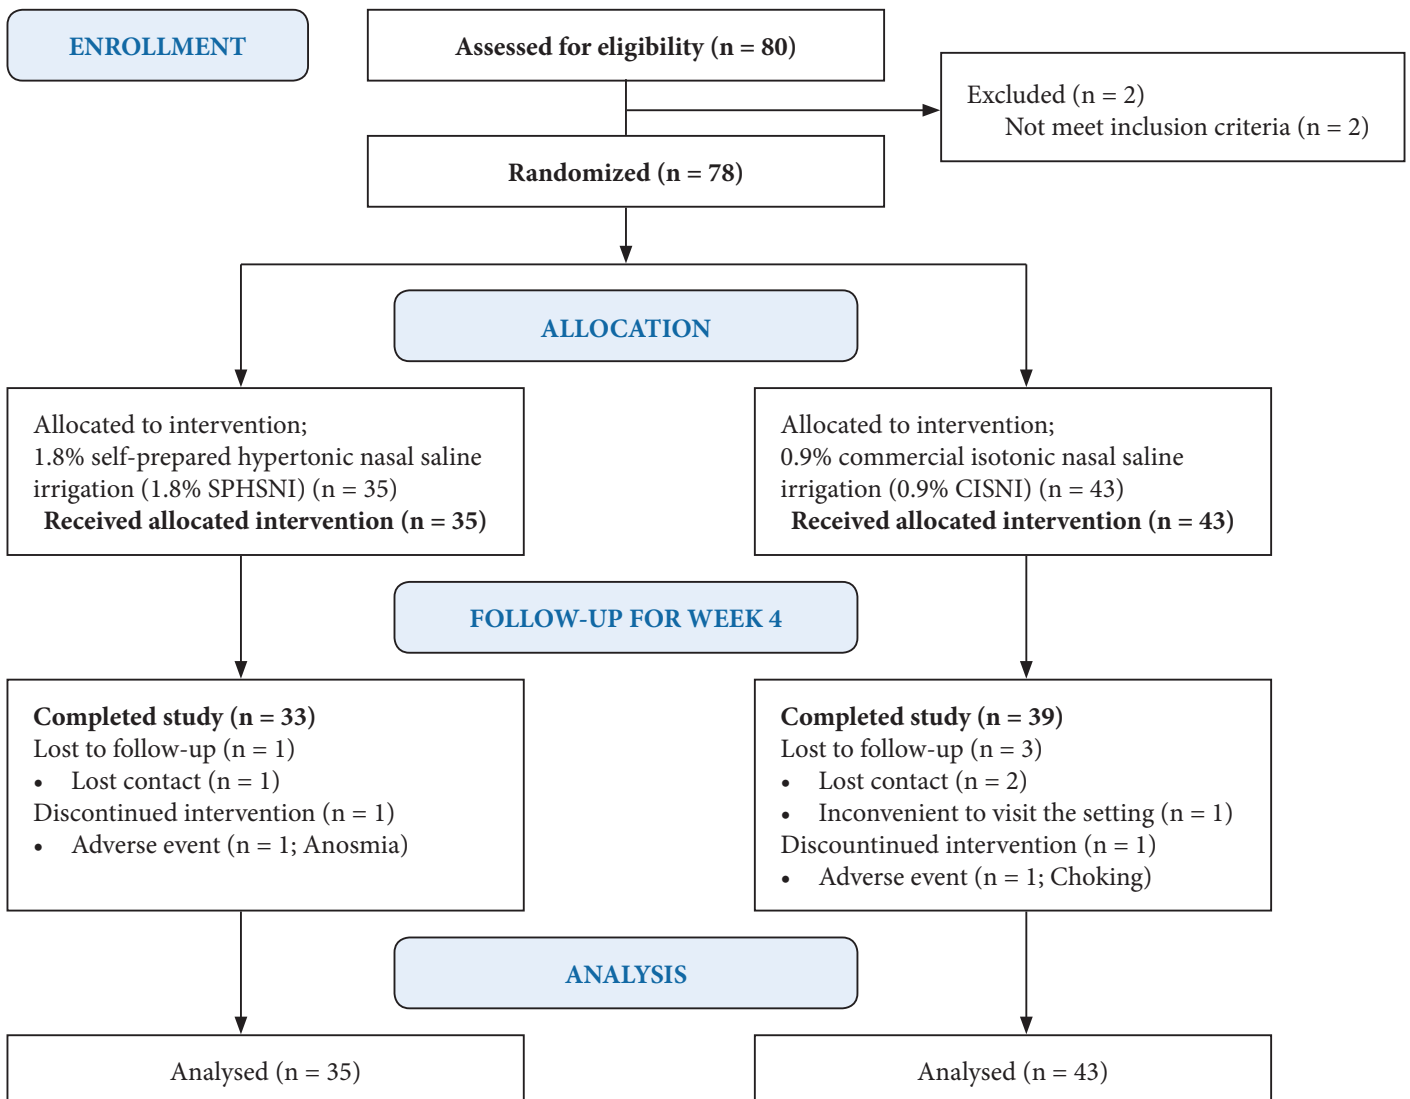 ENROLLMENT
Assessed for eligibility (n = 80)
Excluded (n = 2)
Not meet inclusion criteria (n = 2)
Randomized (n = 78)
ALLOCATION
Allocated to intervention;
1.8% self-prepared hypertonic nasal saline
irrigation (1.8% SPHSNI) (n = 35)
Received allocated intervention (n = 35)
Allocated to intervention;
0.9% commercial isotonic nasal saline
irrigation (0.9% CISNI) (n = 43)
Received allocated intervention (n = 43)
FOLLOW-UP FOR WEEK 4
Completed study (n = 33)
Lost to follow-up (n = 1)
• Lost contact (n = 1)
Discontinued intervention (n = 1)
• Adverse event (n = 1; Anosmia)
Completed study (n = 39)
Lost to follow-up (n = 3)
• Lost contact (n = 2)
• Inconvenient to visit the setting (n = 1)
Discountinued intervention (n = 1)
• Adverse event (n = 1; Choking)
ANALYSIS
Analysed (n = 35)
Analysed (n = 43)